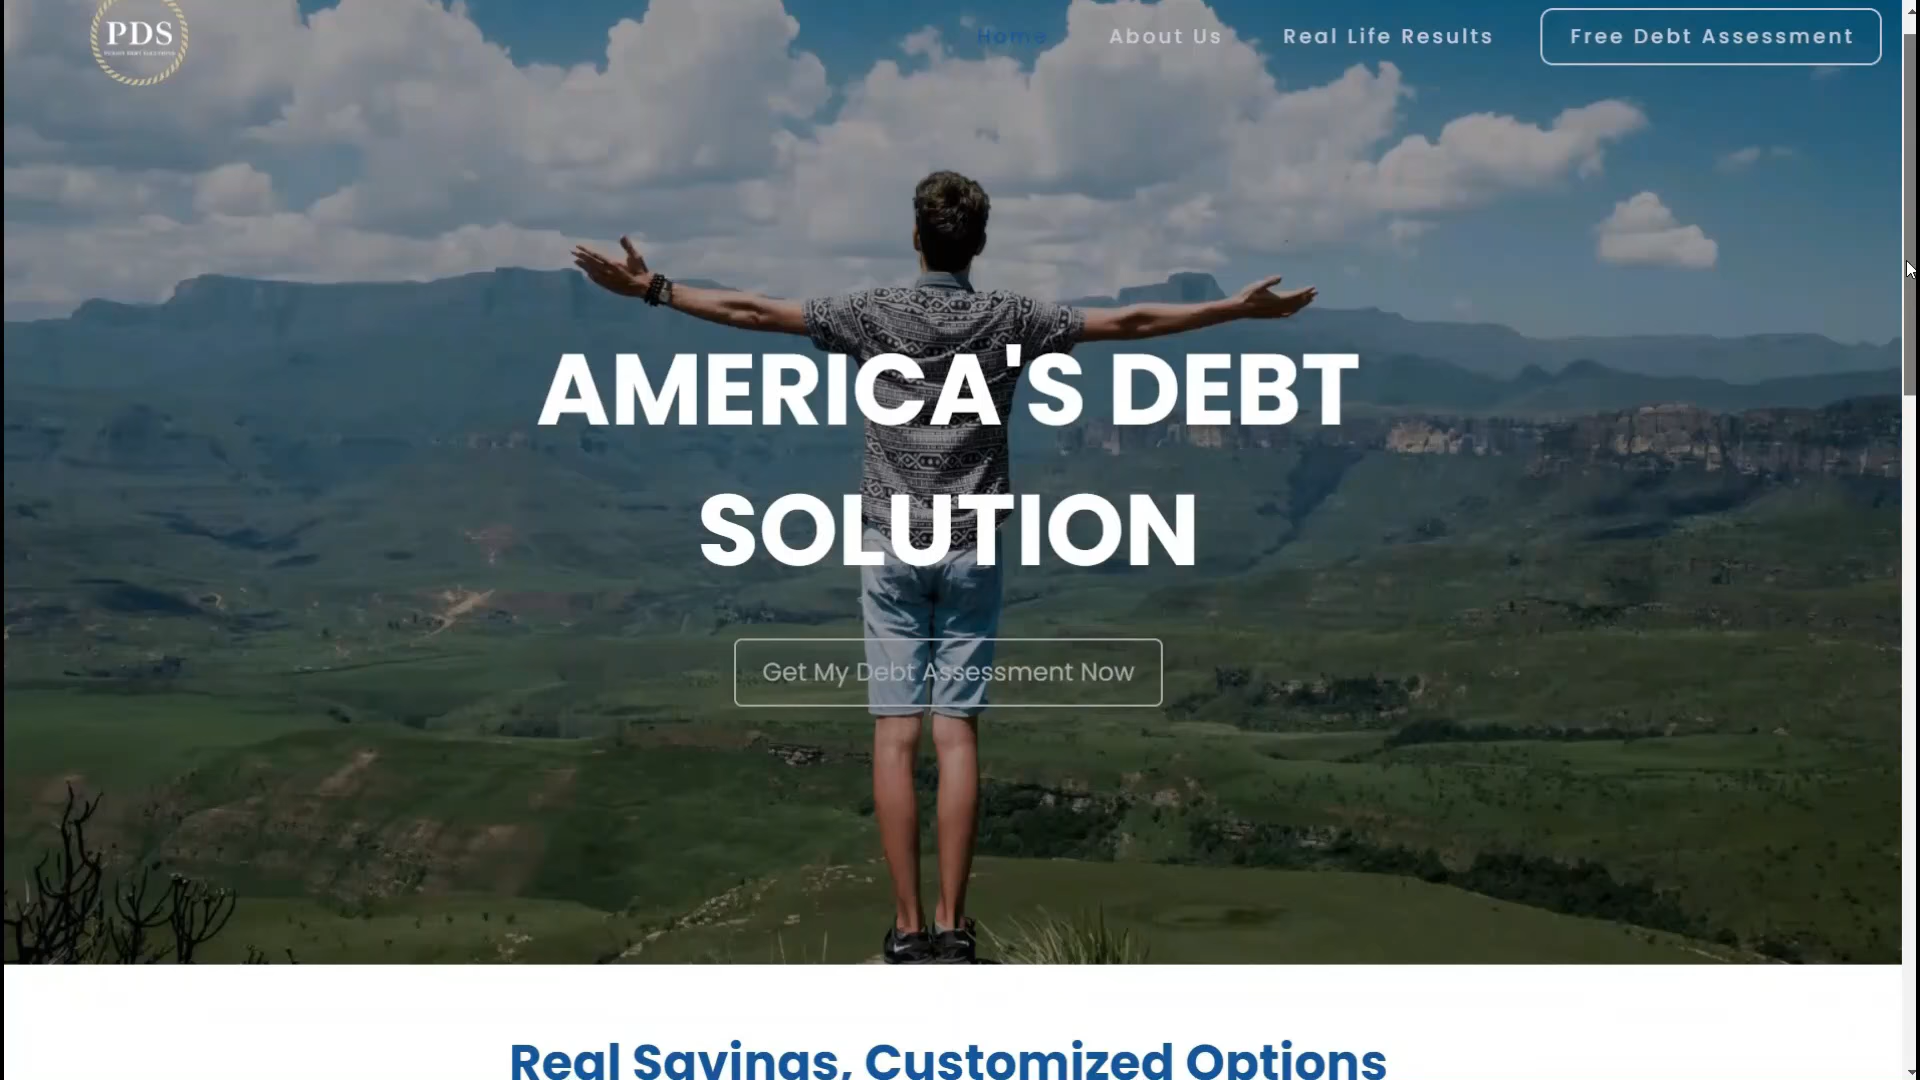 PDS
Home
About Us
Real Life Results
Free Debt Assessment
AMERICA'S DEBT
SOLUTION
Get My Debt Assessment Now
Real Savings, Customized Options